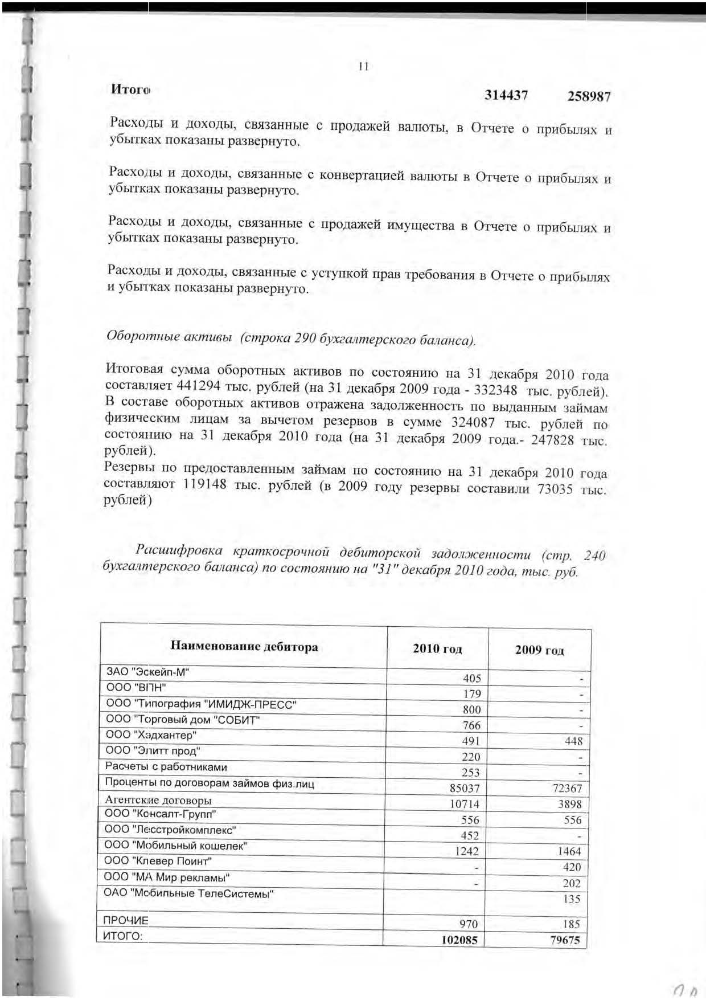 11
Итого 314437 258987
Расходы и доходы, связанные с продажей валюты, в Отчете о прибылях и
убытках показаны развернуто.
Расходы и доходы, связанные с конвертацией валюты в Отчете о прибылях и
убытках показаны развернуто.
Расходы и доходы, связанные с продажей имущества в Отчете о прибылях и
убытках показаны развернуто.
Расходы и доходы, связанные с уступкой прав требования в Отчете о прибылях
и убытках показаны развернуто.
Оборотные активы (строка 290 бухгалтерского баланса).
Итоговая сумма оборотных активов по состоянию на 31 декабря 2010 года
составляет 441294 тыс. рублей (на 31 декабря 2009 года - 332348 тыс. рублей).
В составе оборотных активов отражена задолженность по выданным займам
физическим лицам за вычетом резервов в сумме 324087 тыс. рублей по
состоянию на 31 декабря 2010 года (на 31 декабря 2009 года.- 247828 тыс.
рублей).
Резервы по предоставленным займам по состоянию на 31 декабря 2010 года
составляют 119148 тыс. рублей (в 2009 году резервы составили 73035 тыс.
рублей)
Расшифровка краткосрочной дебиторской задолженности (стр. 240
бухгалтерского баланса) по состоянию на "31" декабря 2010 года, тыс. руб.
Наименование дебитора 2010 год 2009 год
ЗАО "Эскейп-М" 405 -
ООО "ВПН" 179 -
ООО "Типография "ИМИДЖ-ПРЕСС" 800 -
ООО "Торговый дом "СОБИТ" 766 -
ООО "Хэдхантер" 491 448
ООО "Элитт прод" 220 -
Расчеты с работниками 253 -
Проценты по договорам займов физ.лиц 85037 72367
Агентские договоры 10714 3898
ООО "Консалт-Групп" 556 556
ООО "Лесстройкомплекс" 452 -
ООО "Мобильный кошелек" 1242 1464
ООО "Клевер Поинт" - 420
ООО "МА Мир рекламы" - 202
ОАО "Мобильные ТелеСистемы" 135
ПРОЧИЕ 970 185
ИТОГО: 102085 79675